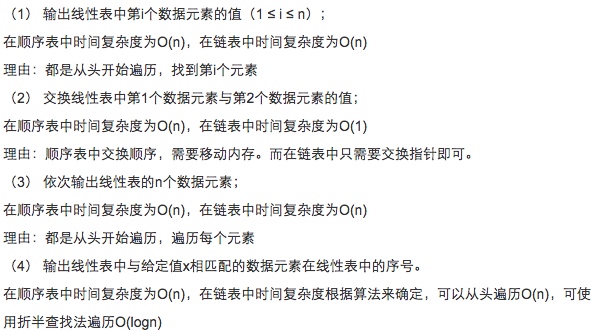 （1） 输出线性表中第i个数据元素的值（1 ≤ i ≤ n）;
在顺序表中时间复杂度为O(n)，在链表中时间复杂度为O(n)
理由：都是从头开始遍历，找到第i个元素
（2） 交换线性表中第1个数据元素与第2个数据元素的值；
在顺序表中时间复杂度为O(n)，在链表中时间复杂度为O(1)
理由：顺序表中交换顺序，需要移动内存。而在链表中只需要交换指针即可。
（3） 依次输出线性表的n个数据元素；
在顺序表中时间复杂度为O(n)，在链表中时间复杂度为O(n)
理由：都是从头开始遍历，遍历每个元素
（4） 输出线性表中与给定值x相匹配的数据元素在线性表中的序号。
在顺序表中时间复杂度为O(n)，在链表中时间复杂度根据算法来确定，可以从头遍历O(n)，可使
用折半查找法遍历O(logn)